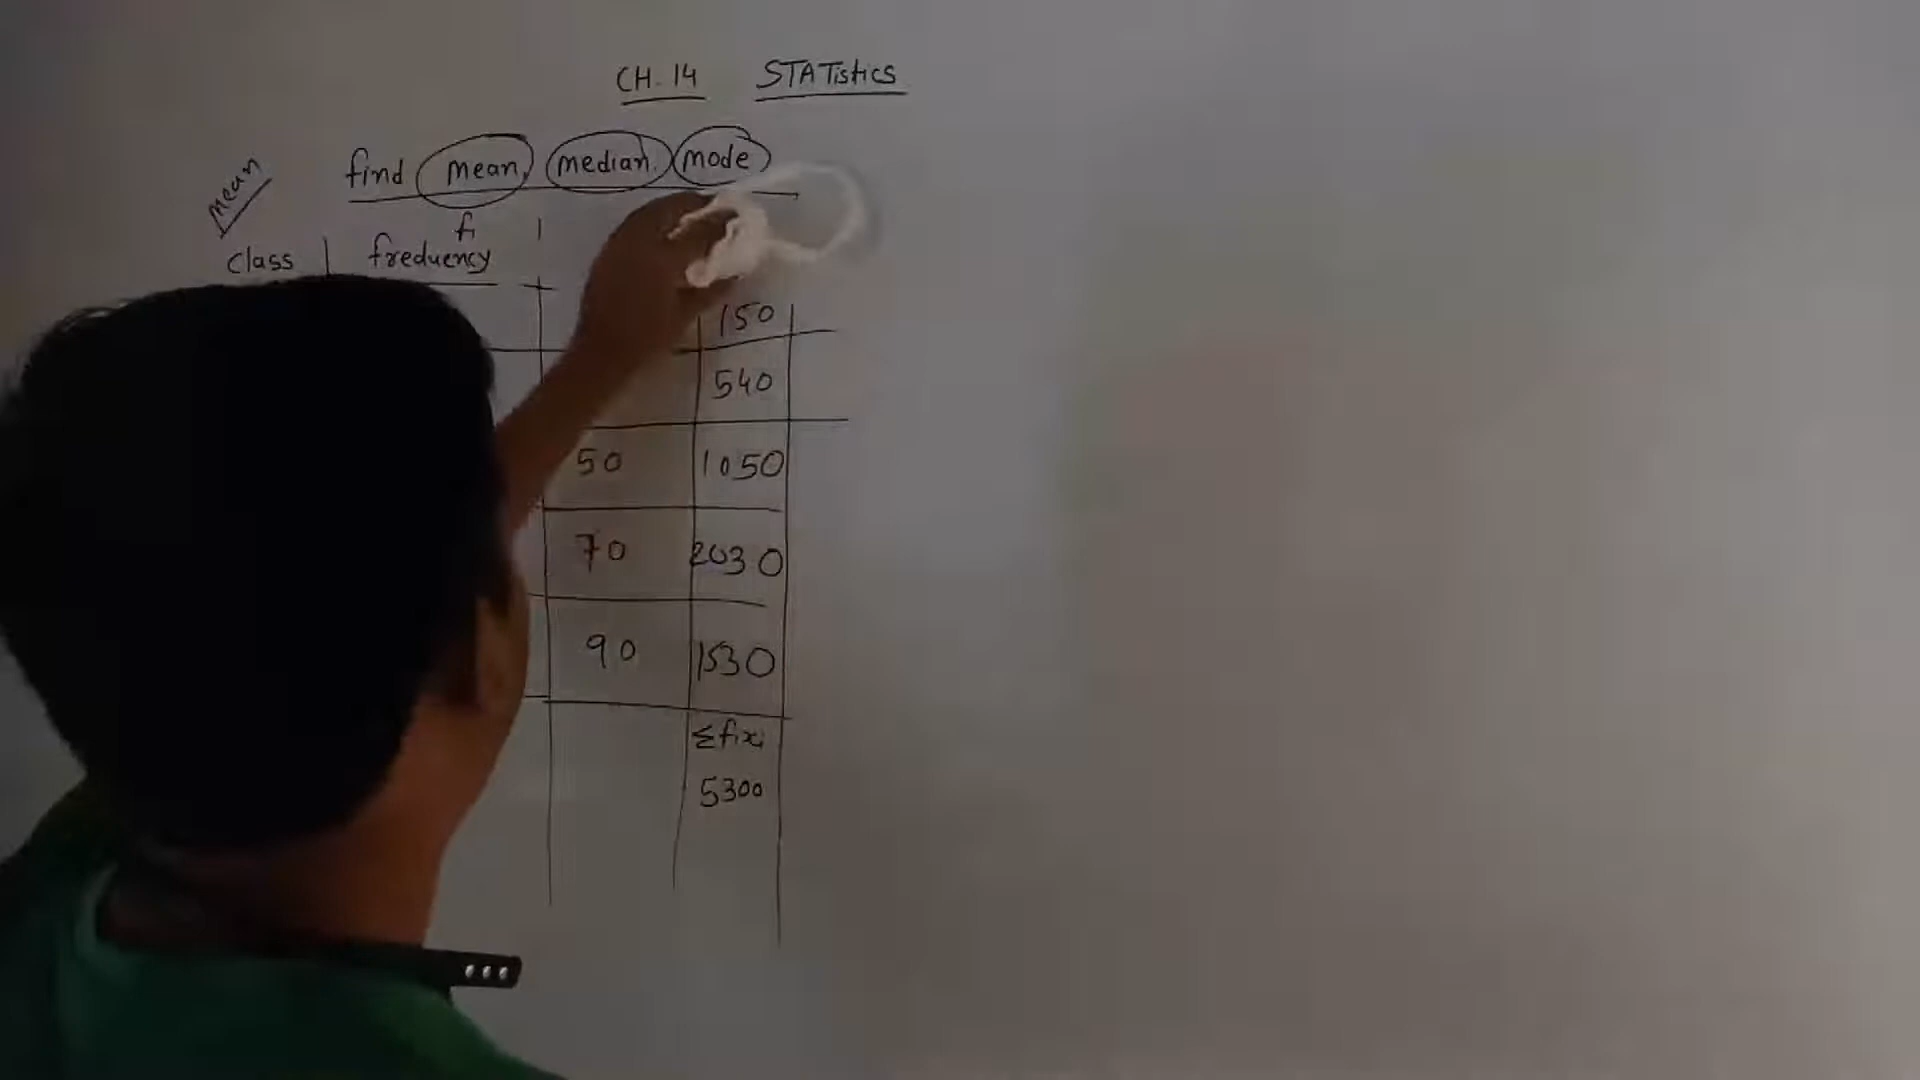 CH. 14 STATistics
find mean, median, mode
mean
fi
class freduency
150
540
50 1050
70 2030
90 1530
Σfixi
5300